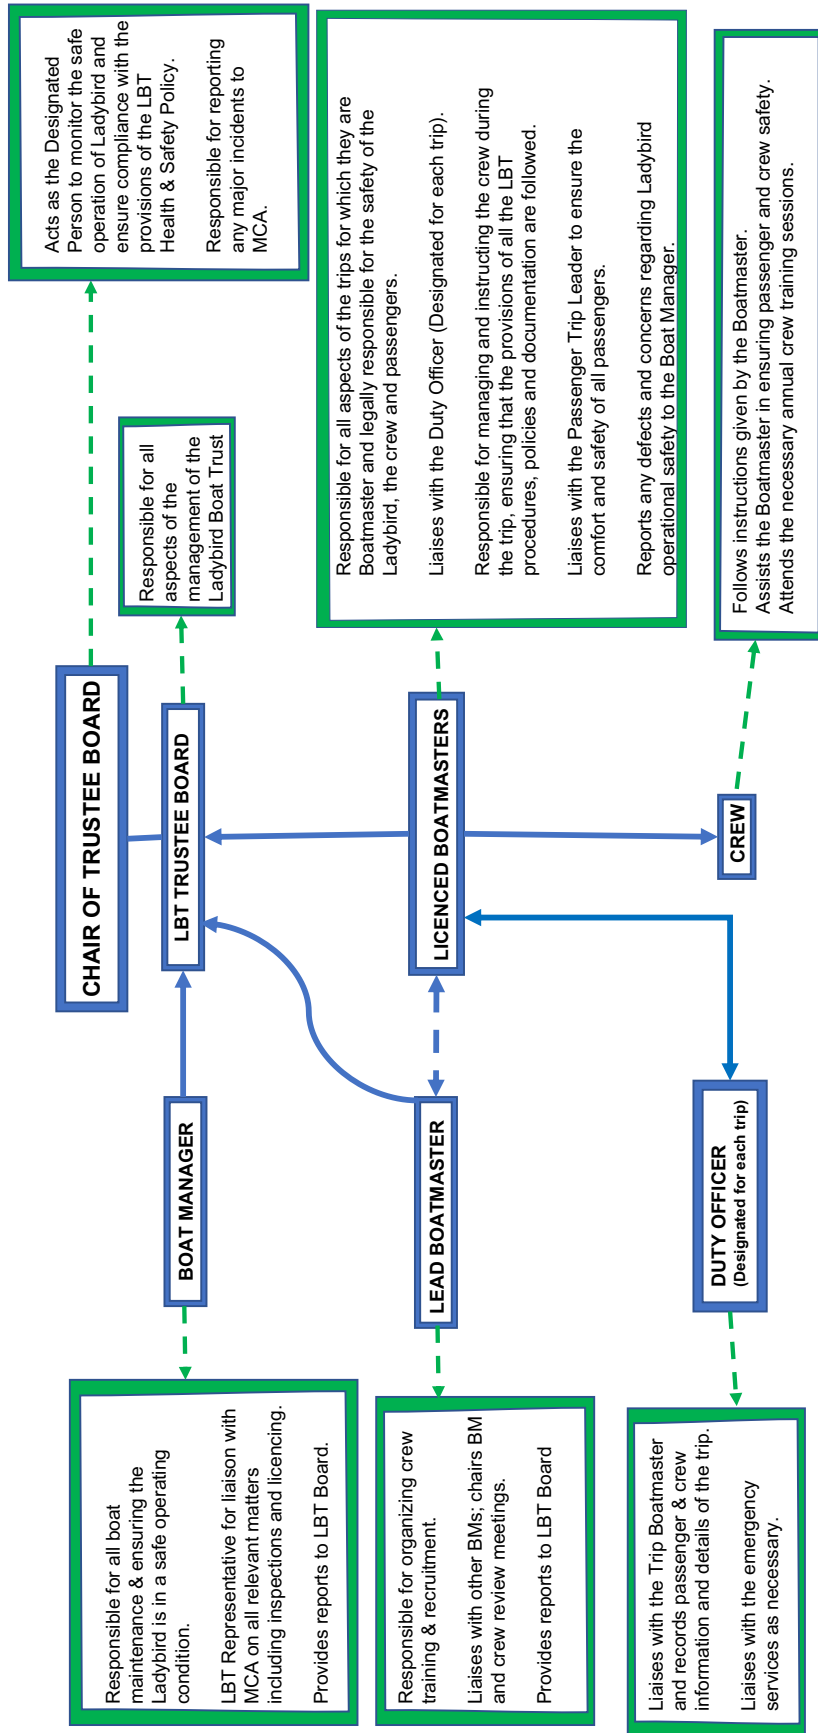 CHAIR OF TRUSTEE BOARD
Acts as the Designated
Person to monitor the safe
operation of Ladybird and
ensure compliance with the
provisions of the LBT
Health & Safety Policy.
Responsible for reporting
any major incidents to
MCA.
Responsible for all boat
maintenance & ensuring the
Ladybird is in a safe operating
condition.
LBT Representative for liaison with
MCA on all relevant matters
including inspections and licencing.
Provides reports to LBT Board.
BOAT MANAGER
LBT TRUSTEE BOARD
Responsible for all
aspects of the
management of the
Ladybird Boat Trust
Responsible for organizing crew
training & recruitment.
Liaises with other BMs; chairs BM
and crew review meetings.
Provides reports to LBT Board
LEAD BOATMASTER
LICENCED BOATMASTERS
Responsible for all aspects of the trips for which they are
Boatmaster and legally responsible for the safety of the
Ladybird, the crew and passengers.
Liaises with the Duty Officer (Designated for each trip).
Responsible for managing and instructing the crew during
the trip, ensuring that the provisions of all the LBT
procedures, policies and documentation are followed.
Liaises with the Passenger Trip Leader to ensure the
comfort and safety of all passengers.
Reports any defects and concerns regarding Ladybird
operational safety to the Boat Manager.
Liaises with the Trip Boatmaster
and records passenger & crew
information and details of the trip.
Liaises with the emergency
services as necessary.
DUTY OFFICER
(Designated for each trip)
CREW
Follows instructions given by the Boatmaster.
Assists the Boatmaster in ensuring passenger and crew safety.
Attends the necessary annual crew training sessions.